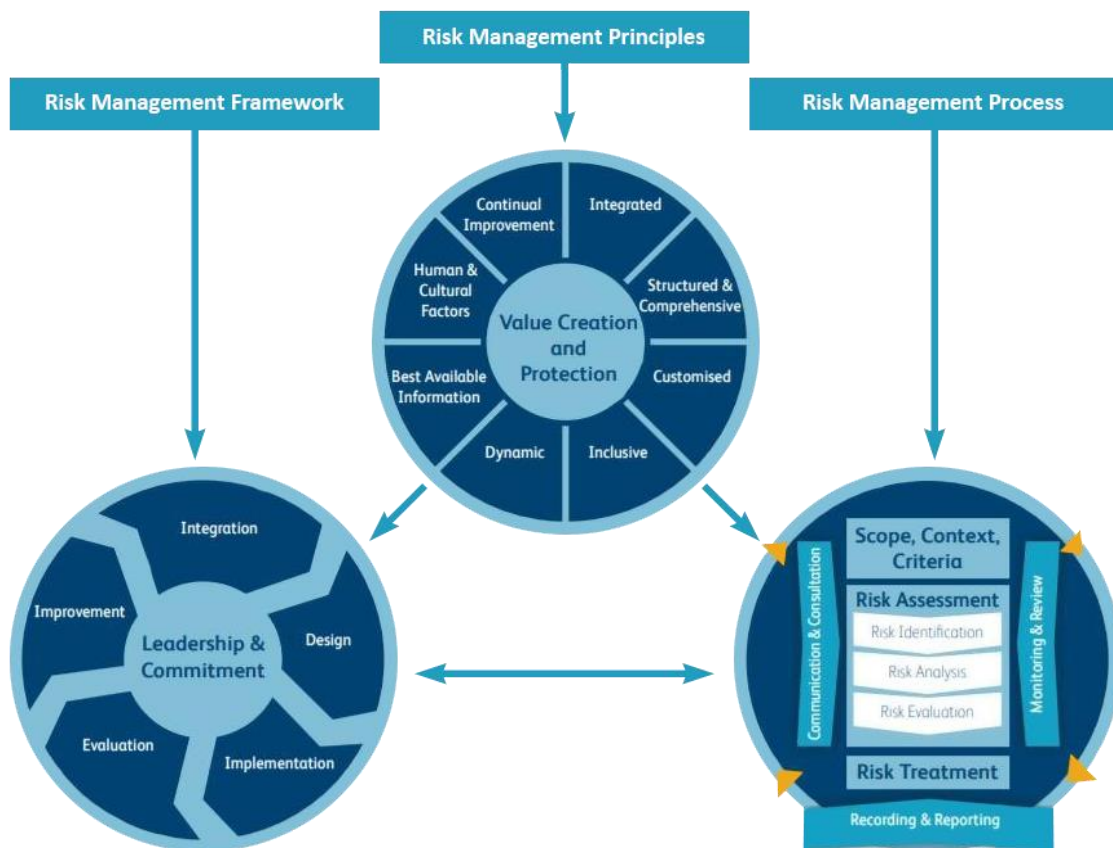 Risk Management Principles
Risk Management Framework
Risk Management Process
Continual
Improvement
Integrated
Human &
Cultural
Factors
Structured &
Comprehensive
Value Creation
and
Protection
Best Available
Information
Customised
Dynamic
Inclusive
Integration
Improvement
Design
Leadership &
Commitment
Evaluation
Implementation
Scope, Context,
Criteria
Communication & Consultation
Risk Assessment
Risk Identification
Risk Analysis
Risk Evaluation
Monitoring & Review
Risk Treatment
Recording & Reporting